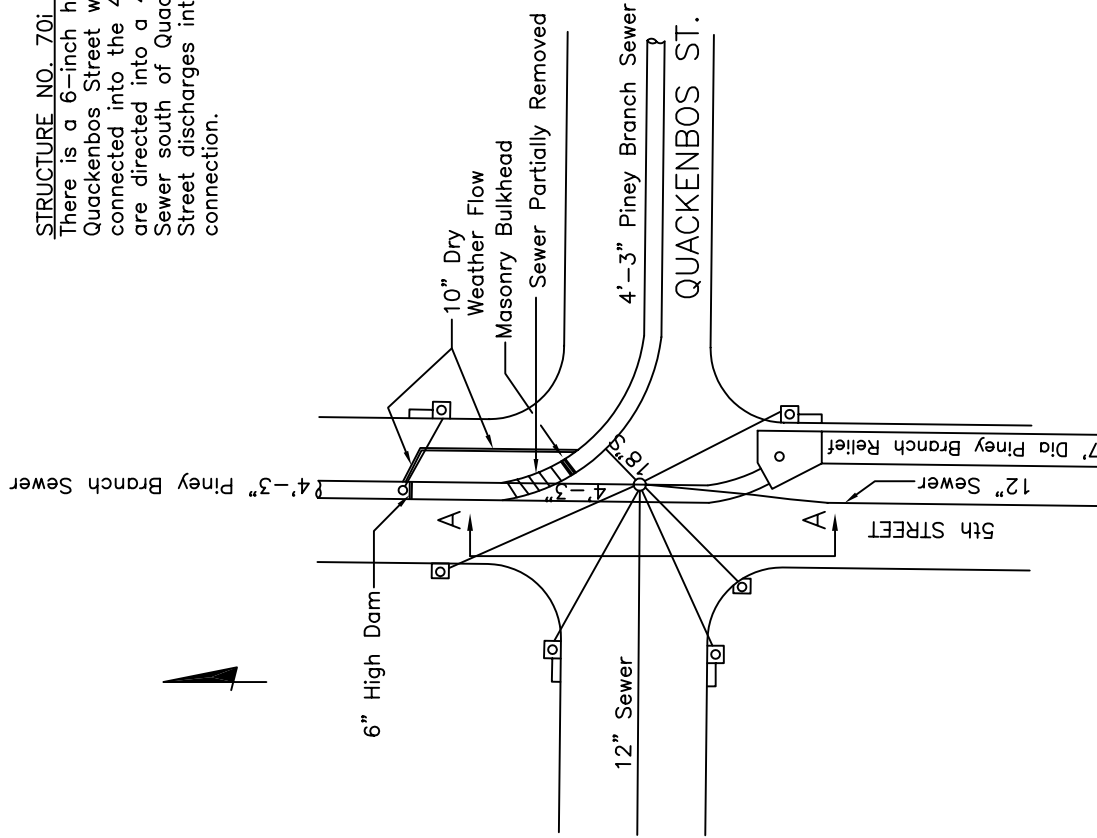 STRUCTURE NO. 70i
There is a 6-inch h
Quackenbos Street w
connected into the 4
are directed into a 4
Sewer south of Quac
Street discharges int
connection.
10" Dry
Weather Flow
Masonry Bulkhead
Sewer Partially Removed
4'-3" Piney Branch Sewer
QUACKENBOS ST.
4'-3" Piney Branch Sewer
6" High Dam
A
4'-3"
18"S
A
12" Sewer
7' Dia Piney Branch Relief
12" Sewer
5th STREET